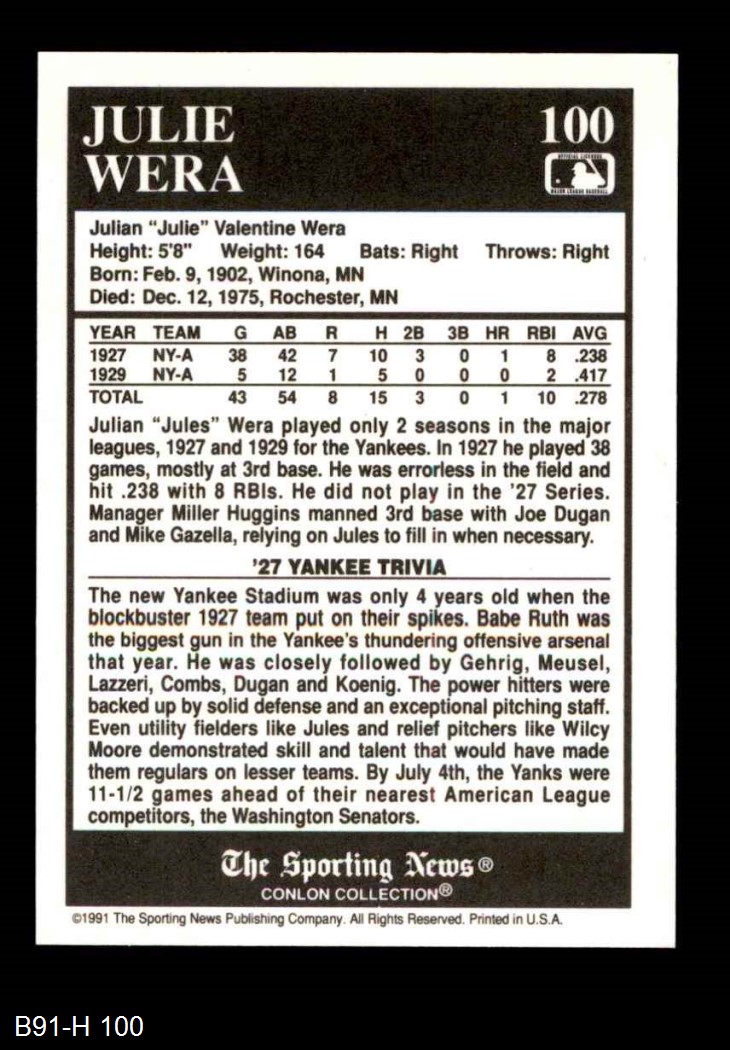 JULIE
WERA
100
OFFICIAL LICENSEE
MAJOR LEAGUE BASEBALL
Julian “Julie” Valentine Wera
Height: 5'8" Weight: 164 Bats: Right Throws: Right
Born: Feb. 9, 1902, Winona, MN
Died: Dec. 12, 1975, Rochester, MN
YEAR TEAM G AB R H 2B 3B HR RBI AVG
1927 NY-A 38 42 7 10 3 0 1 8 .238
1929 NY-A 5 12 1 5 0 0 0 2 .417
TOTAL 43 54 8 15 3 0 1 10 .278
Julian “Jules” Wera played only 2 seasons in the major
leagues, 1927 and 1929 for the Yankees. In 1927 he played 38
games, mostly at 3rd base. He was errorless in the field and
hit .238 with 8 RBIs. He did not play in the '27 Series.
Manager Miller Huggins manned 3rd base with Joe Dugan
and Mike Gazella, relying on Jules to fill in when necessary.
'27 YANKEE TRIVIA
The new Yankee Stadium was only 4 years old when the
blockbuster 1927 team put on their spikes. Babe Ruth was
the biggest gun in the Yankee's thundering offensive arsenal
that year. He was closely followed by Gehrig, Meusel,
Lazzeri, Combs, Dugan and Koenig. The power hitters were
backed up by solid defense and an exceptional pitching staff.
Even utility fielders like Jules and relief pitchers like Wilcy
Moore demonstrated skill and talent that would have made
them regulars on lesser teams. By July 4th, the Yanks were
11-1/2 games ahead of their nearest American League
competitors, the Washington Senators.
The Sporting News®
CONLON COLLECTION®
©1991 The Sporting News Publishing Company. All Rights Reserved. Printed in U.S.A.
B91-H 100